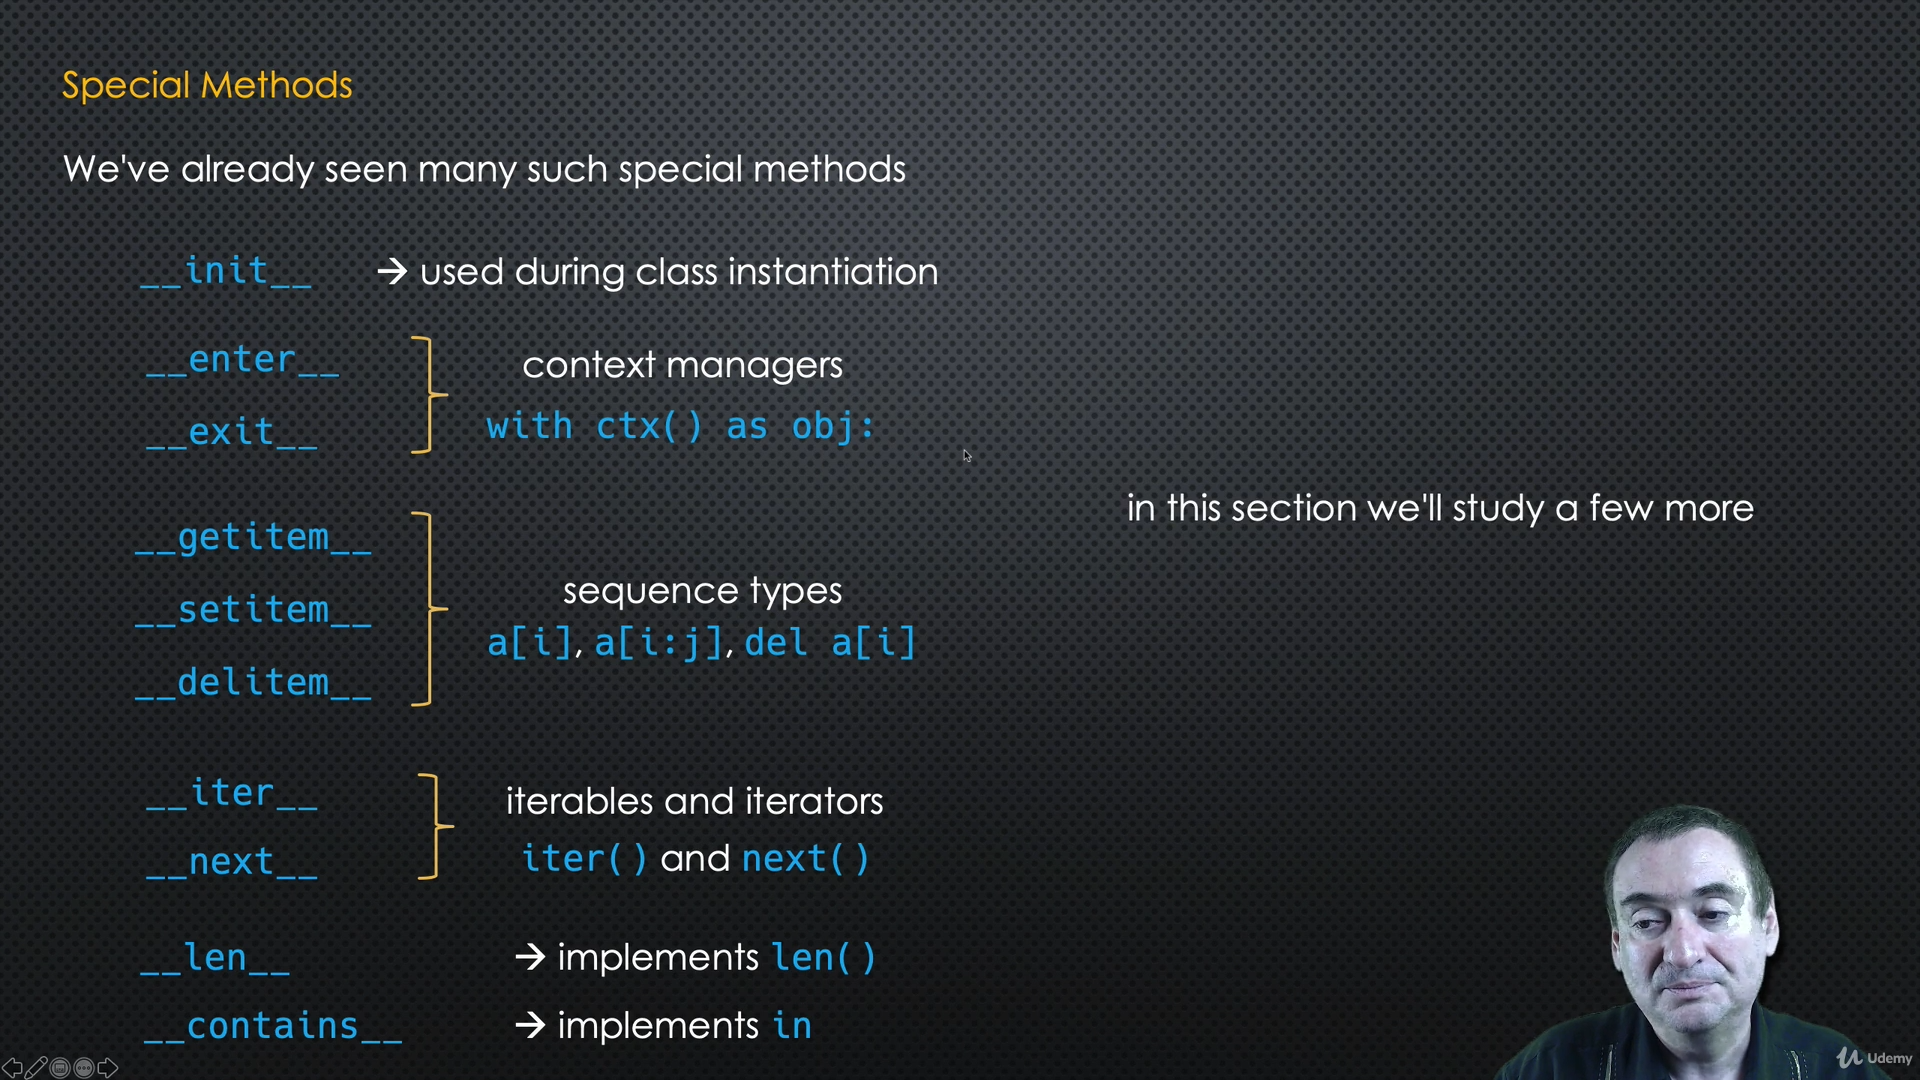 Special Methods
We've already seen many such special methods
__init__ → used during class instantiation
__enter__
__exit__
context managers
with ctx() as obj:
__getitem__
__setitem__
__delitem__
sequence types
a[i], a[i:j], del a[i]
in this section we'll study a few more
__iter__
__next__
iterables and iterators
iter() and next()
__len__ → implements len()
__contains__ → implements in
Udemy